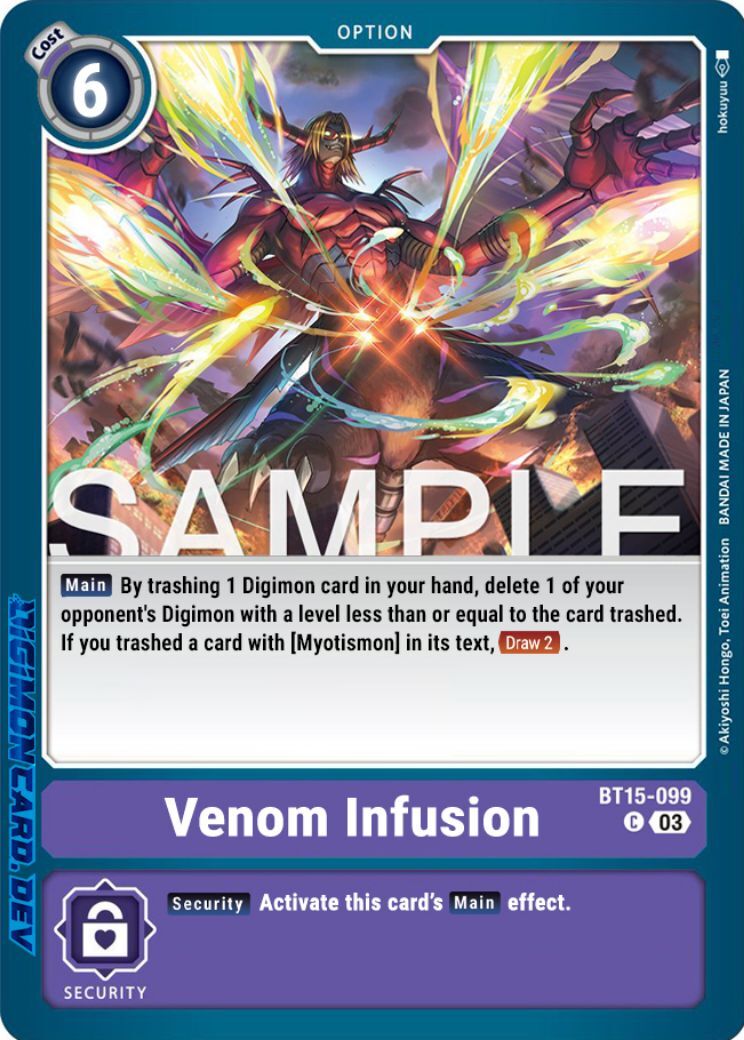 OPTION
Cost
6
hokuyuu
SAMPLE
Main By trashing 1 Digimon card in your hand, delete 1 of your
opponent's Digimon with a level less than or equal to the card trashed.
If you trashed a card with [Myotismon] in its text, Draw 2 .
©Akiyoshi Hongo, Toei Animation BANDAI MADE IN JAPAN
DIGIMONCARD.DEV
Venom Infusion
BT15-099
C 03
Security Activate this card's Main effect.
SECURITY